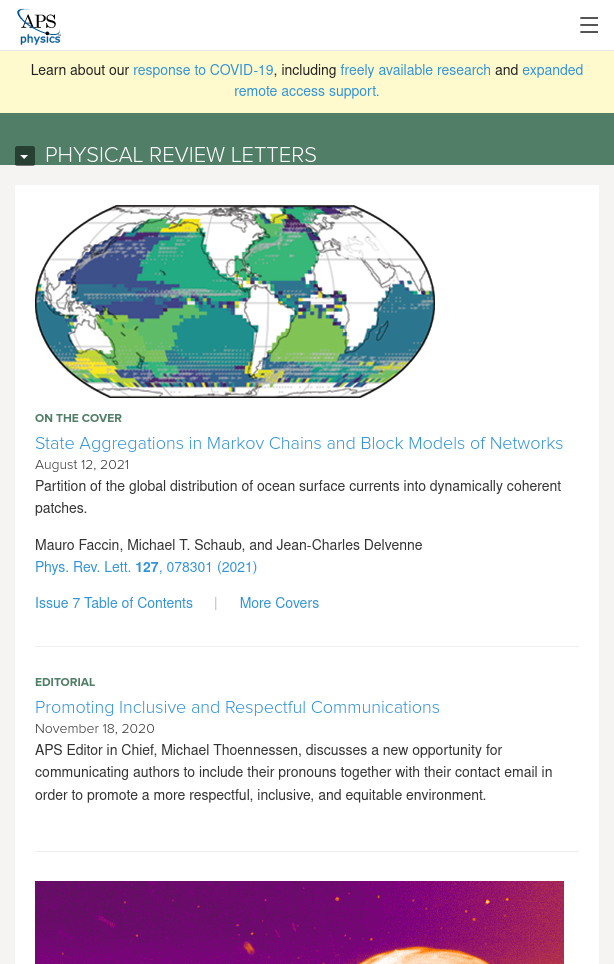 APS
physics
Learn about our response to COVID-19, including freely available research and expanded
remote access support.
PHYSICAL REVIEW LETTERS
ON THE COVER
State Aggregations in Markov Chains and Block Models of Networks
August 12, 2021
Partition of the global distribution of ocean surface currents into dynamically coherent
patches.
Mauro Faccin, Michael T. Schaub, and Jean-Charles Delvenne
Phys. Rev. Lett. 127, 078301 (2021)
Issue 7 Table of Contents | More Covers
EDITORIAL
Promoting Inclusive and Respectful Communications
November 18, 2020
APS Editor in Chief, Michael Thoennessen, discusses a new opportunity for
communicating authors to include their pronouns together with their contact email in
order to promote a more respectful, inclusive, and equitable environment.